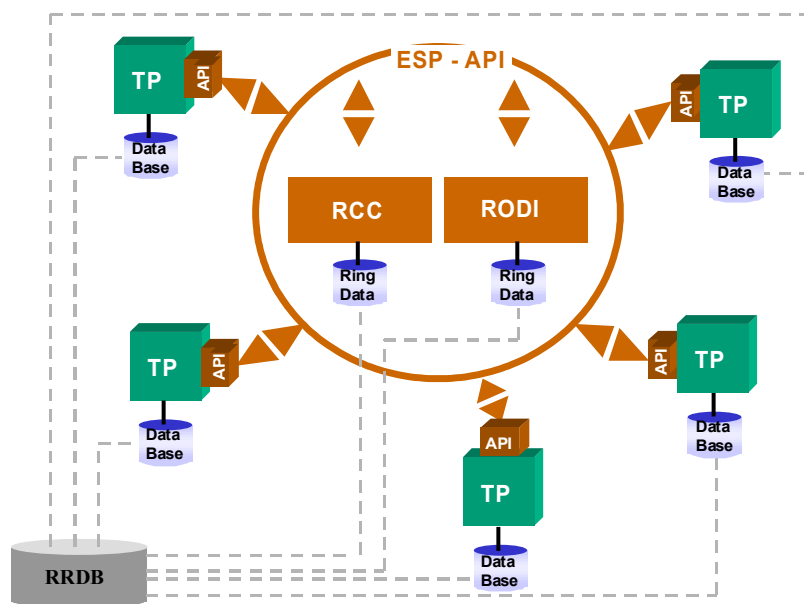 ESP - API
TP
API
Data
Base
API
TP
Data
Base
RCC
RODI
Ring
Data
Ring
Data
TP
API
Data
Base
API
TP
Data
Base
API
TP
Data
Base
RRDB